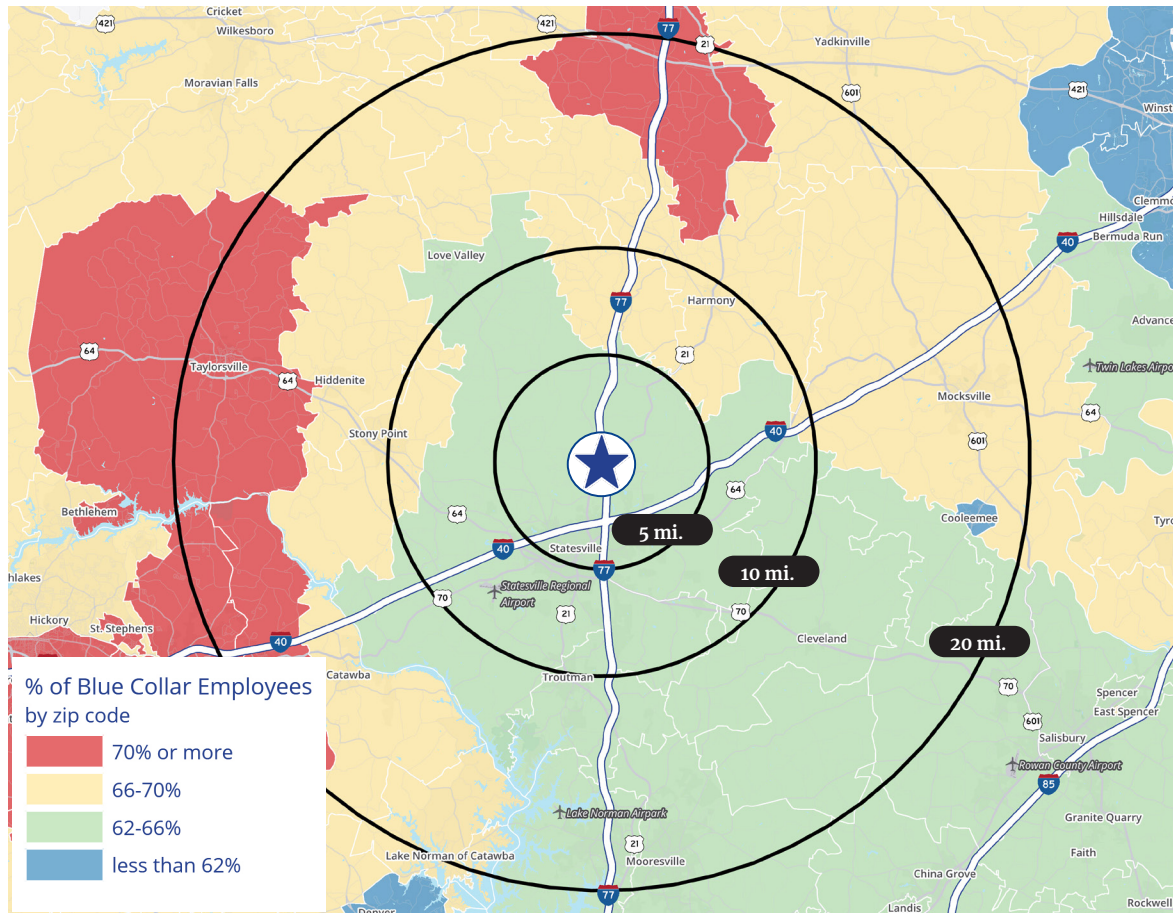 Cricket
421
Wilkesboro
421
77
21
Yadkinville
Moravian Falls
601
421
Winst
Clemmo
Hillsdale
Bermuda Run
40
Love Valley
77
Harmony
Advance
64
21
Taylorsville
64
Hiddenite
Twin Lakes Airpo
Mocksville
64
Stony Point
40
601
64
64
Bethlehem
Cooleemee
Tyro
5 mi.
Statesville
40
77
10 mi.
hlakes
Statesville Regional
Airport
70
21
70
Hickory
St. Stephens
40
Cleveland
20 mi.
Catawba
Troutman
70
Spencer
East Spencer
601
Salisbury
% of Blue Collar Employees
by zip code
70% or more
66-70%
62-66%
less than 62%
Rowan County Airport
85
Lake Norman Airpark
Granite Quarry
21
Lake Norman of Catawba
Mooresville
Faith
China Grove
77
Denver
Landis
Rockwell